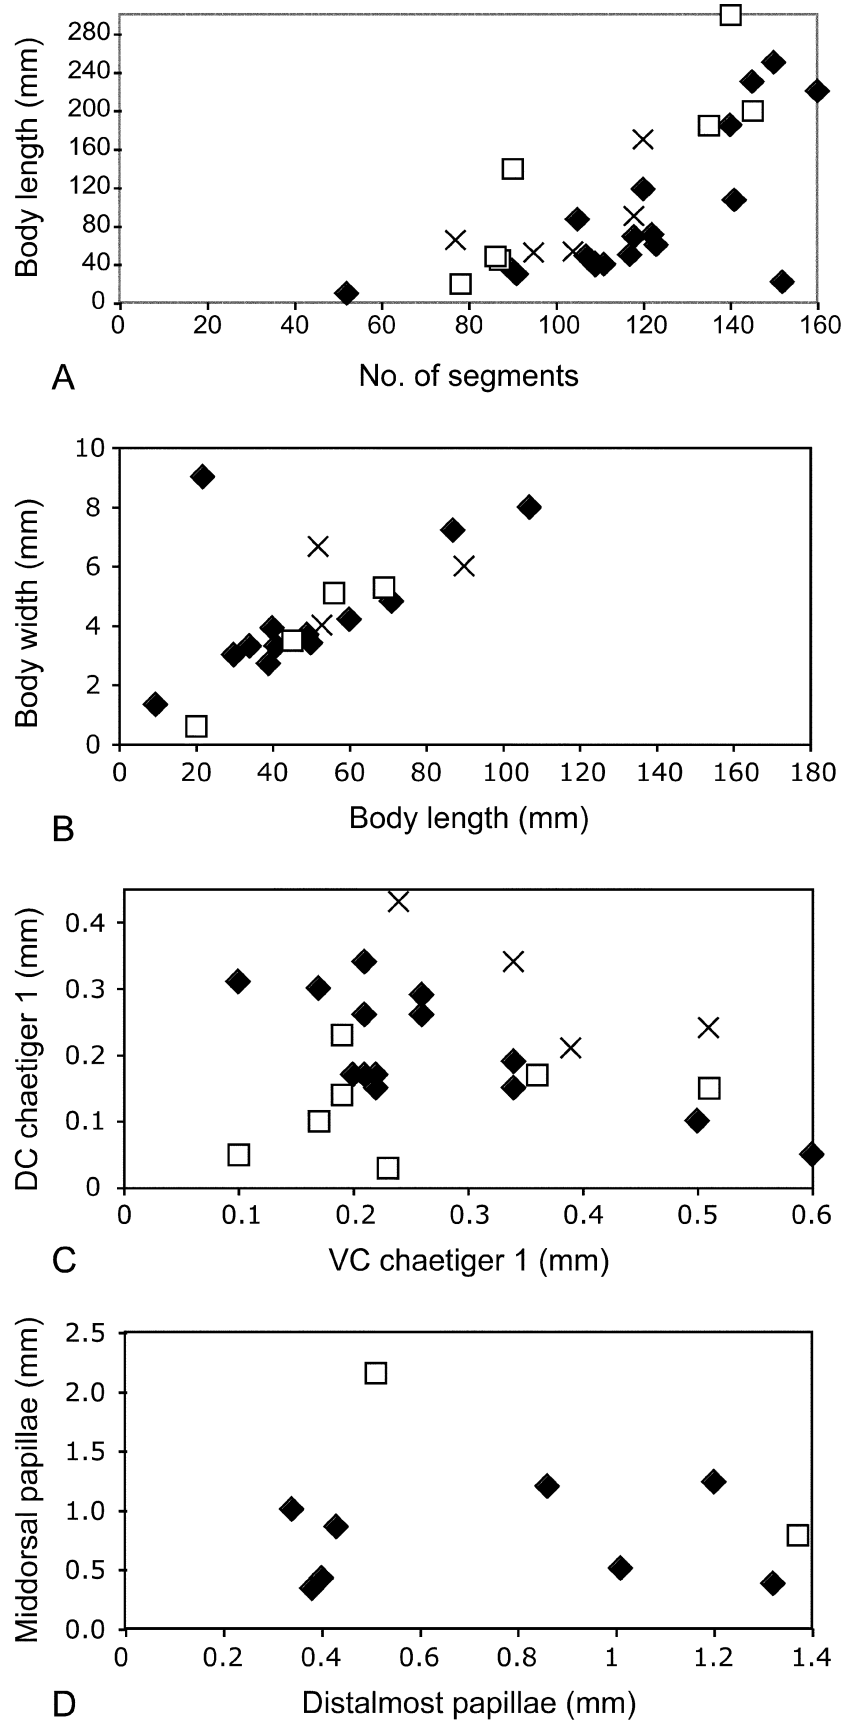 Body length (mm)
280
240
200
160
120
80
40
0
0 20 40 60 80 100 120 140 160
No. of segments
A
Body width (mm)
10
8
6
4
2
0
0 20 40 60 80 100 120 140 160 180
Body length (mm)
B
DC chaetiger 1 (mm)
0.4
0.3
0.2
0.1
0
0 0.1 0.2 0.3 0.4 0.5 0.6
VC chaetiger 1 (mm)
C
Middorsal papillae (mm)
2.5
2.0
1.5
1.0
0.5
0.0
0 0.2 0.4 0.6 0.8 1 1.2 1.4
Distalmost papillae (mm)
D